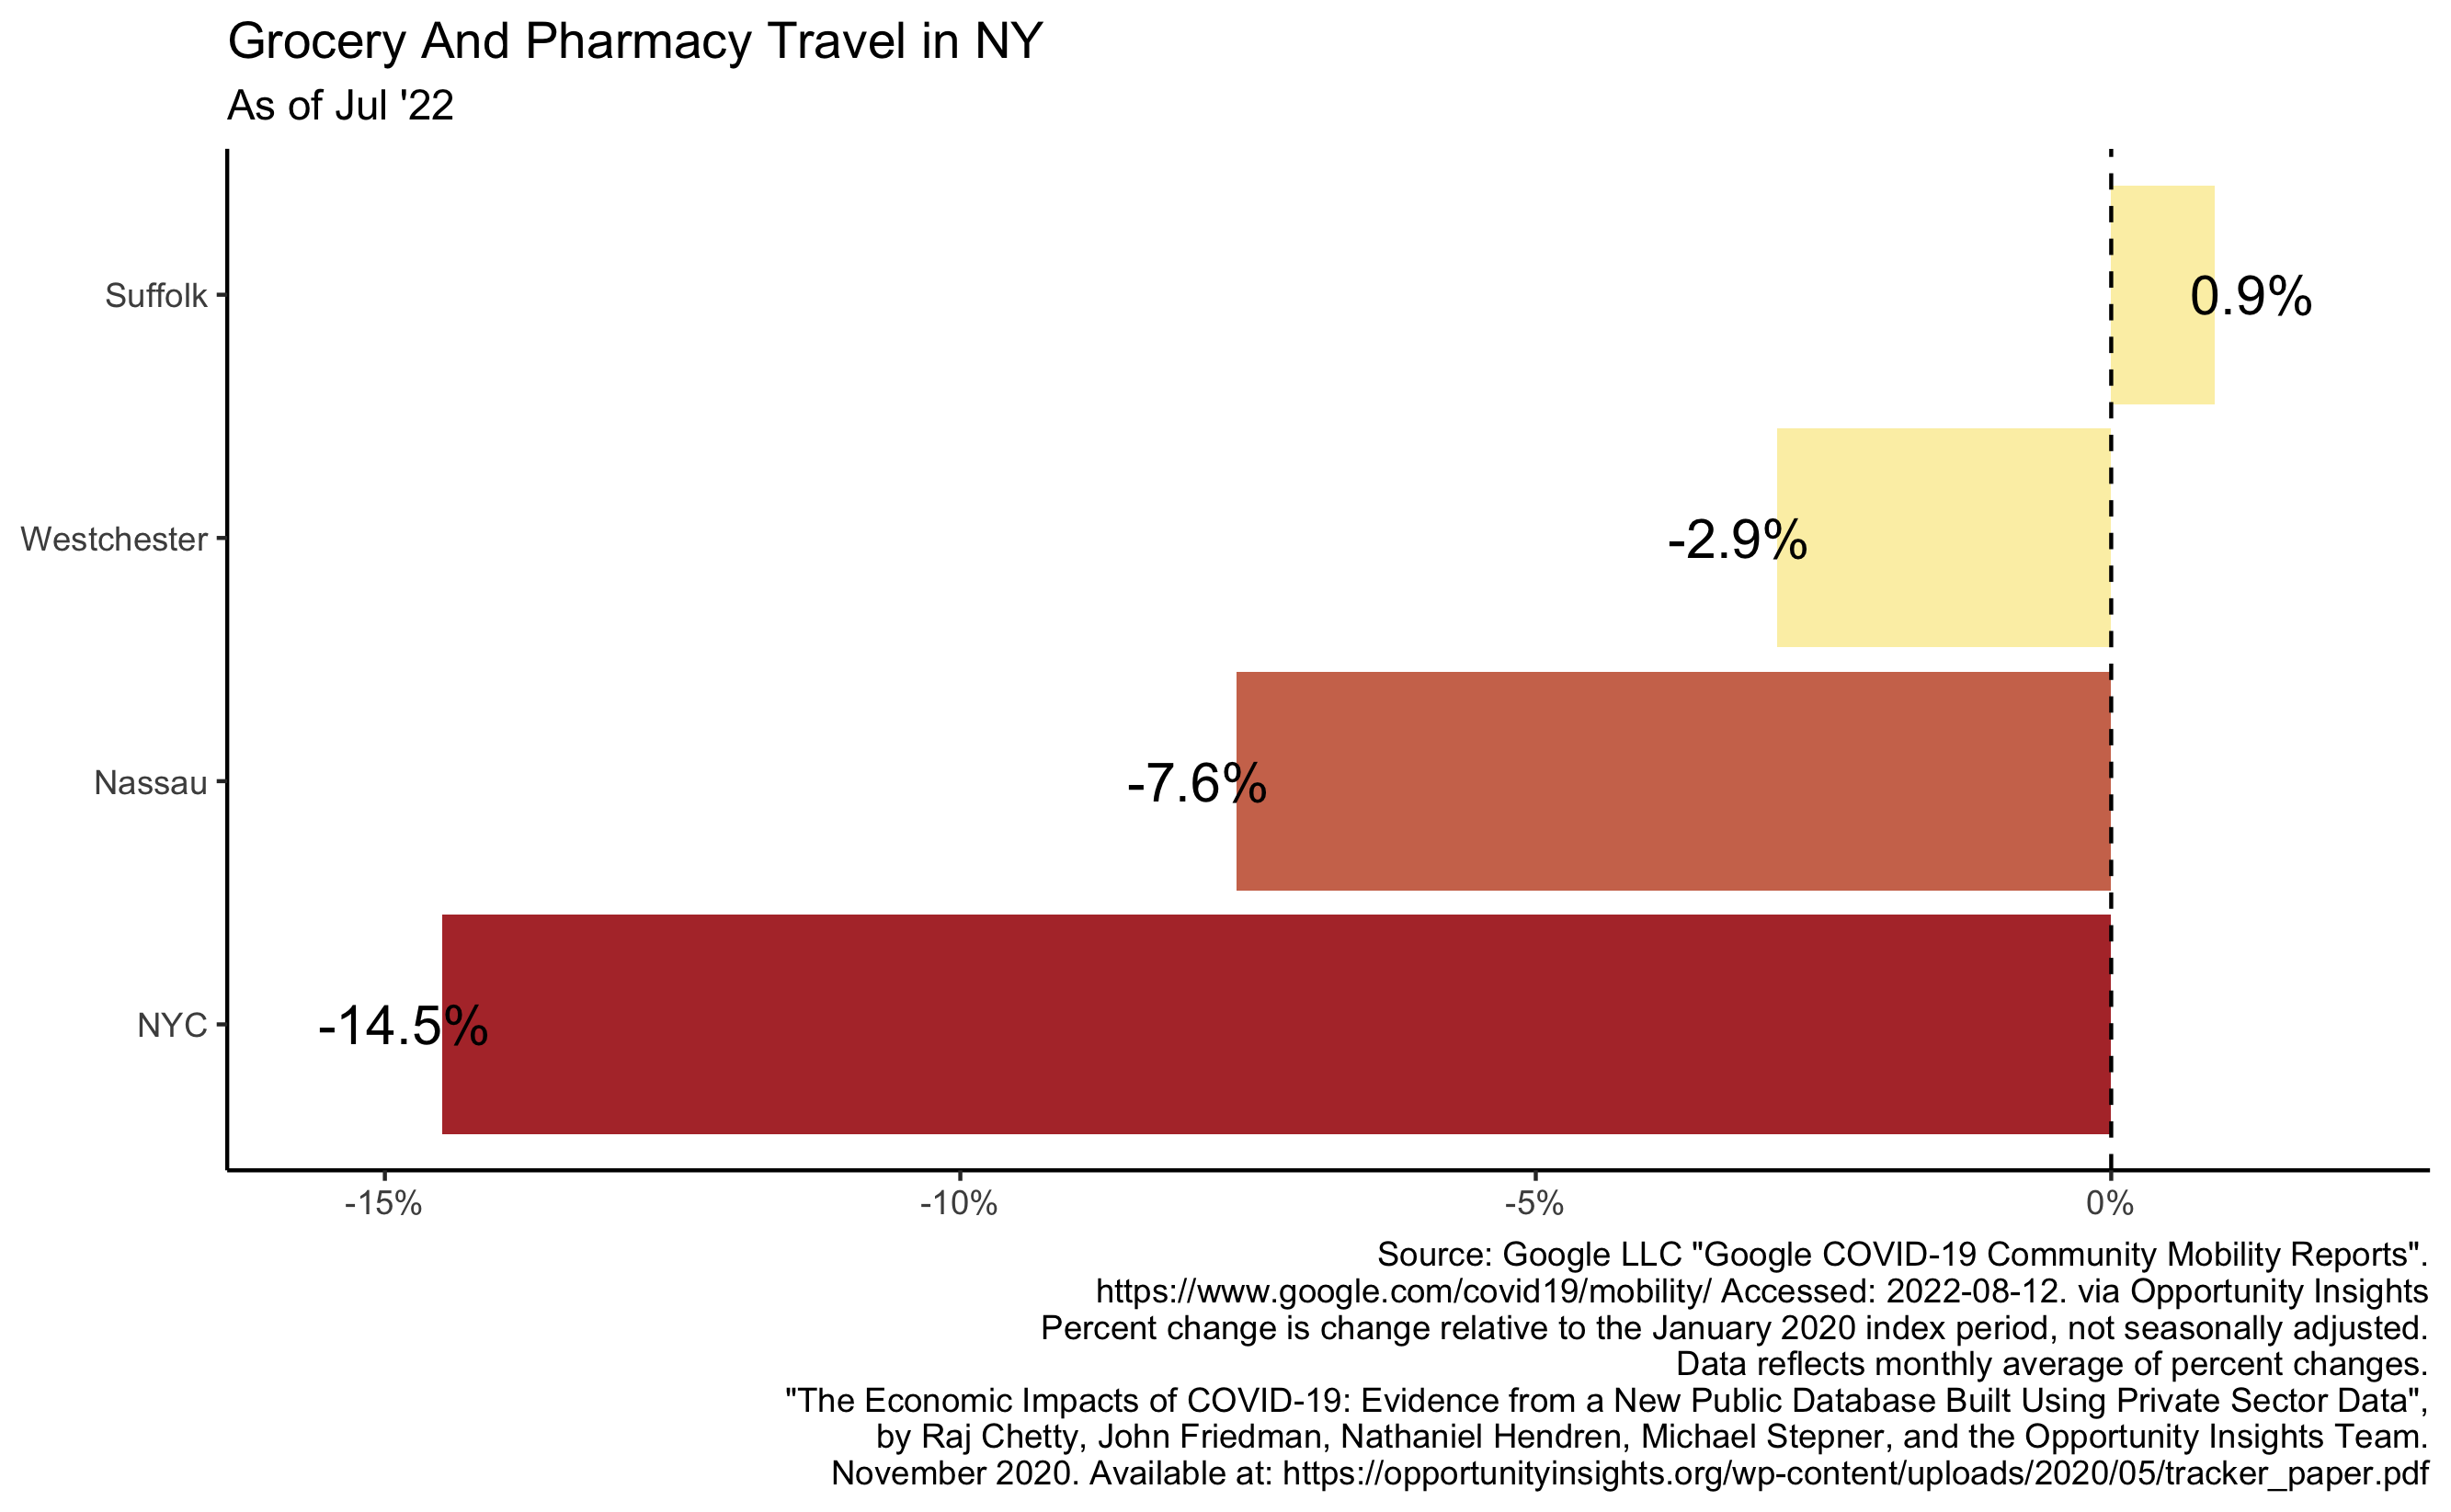 Grocery And Pharmacy Travel in NY
As of Jul '22
Suffolk
0.9%
Westchester
-2.9%
Nassau
-7.6%
NYC
-14.5%
-15%
-10%
-5%
0%
Source: Google LLC "Google COVID-19 Community Mobility Reports".
https://www.google.com/covid19/mobility/ Accessed: 2022-08-12. via Opportunity Insights
Percent change is change relative to the January 2020 index period, not seasonally adjusted.
Data reflects monthly average of percent changes.
"The Economic Impacts of COVID-19: Evidence from a New Public Database Built Using Private Sector Data",
by Raj Chetty, John Friedman, Nathaniel Hendren, Michael Stepner, and the Opportunity Insights Team.
November 2020. Available at: https://opportunityinsights.org/wp-content/uploads/2020/05/tracker_paper.pdf